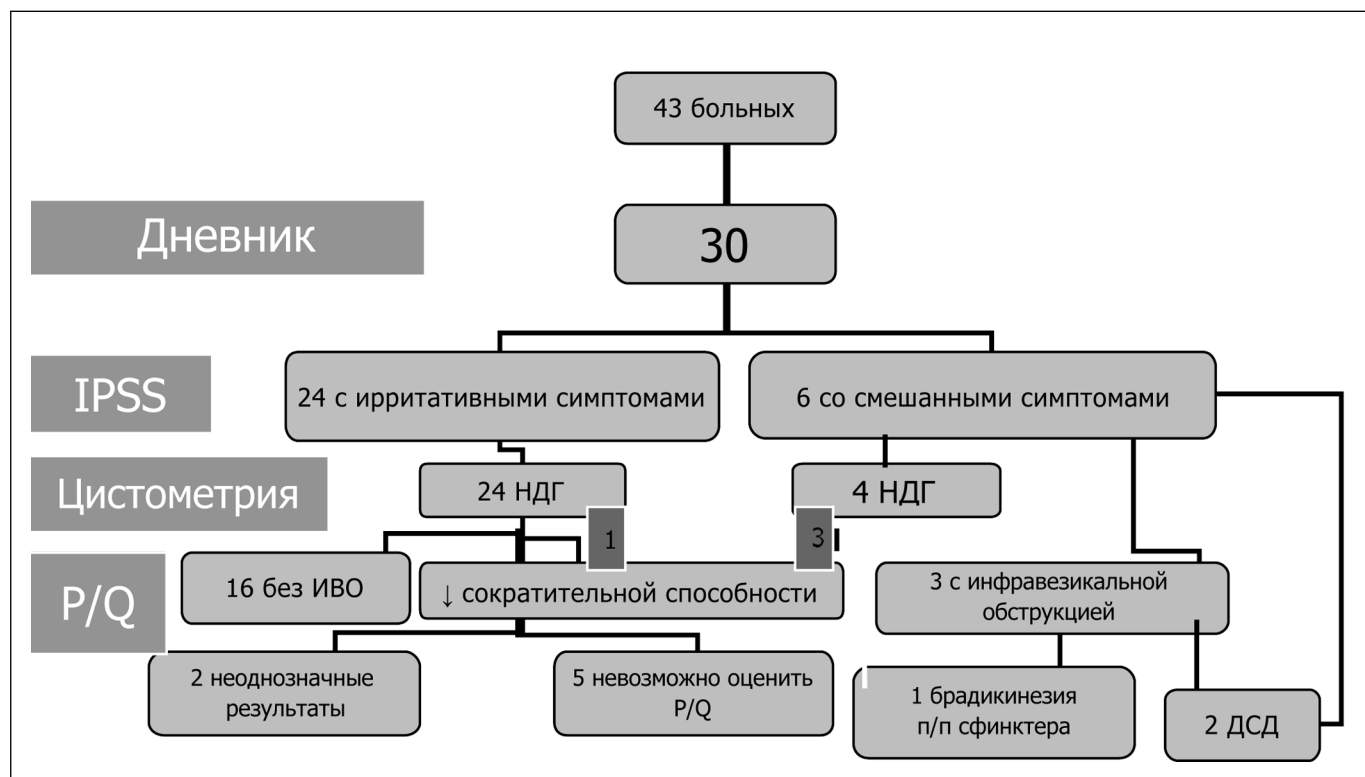 43 больных
Дневник
30
IPSS
24 с ирритативными симптомами
6 со смешанными симптомами
Цистометрия
24 НДГ
4 НДГ
1
3
P/Q
16 без ИВО
↓ сократительной способности
3 с инфравезикальной
обструкцией
2 неоднозначные
результаты
5 невозможно оценить
P/Q
1 брадикинезия
п/п сфинктера
2 ДСД